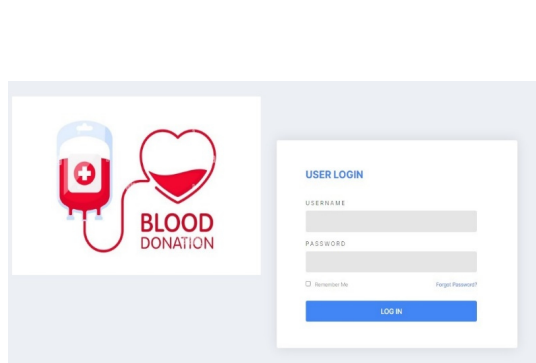 BLOOD
DONATION
USER LOGIN
USERNAME
PASSWORD
Remember Me
Forgot Password?
LOG IN